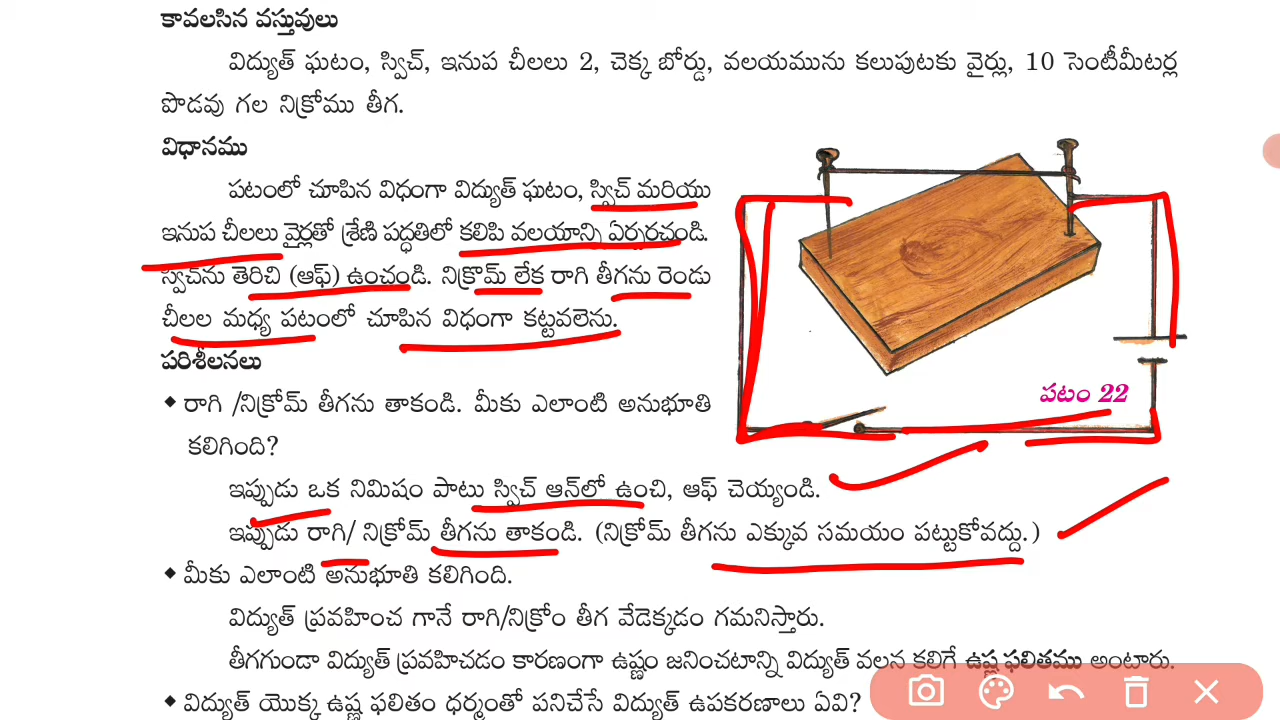 కావలసిన వస్తువులు
విద్యుత్ ఘటం, స్విచ్, ఇనుప చీలలు 2, చెక్క బోర్డు, వలయమును కలుపుటకు వైర్లు, 10 సెంటీమీటర్ల
పొడవు గల నిక్రోము తీగ.
విధానము
పటంలో చూపిన విధంగా విద్యుత్ ఘటం, స్విచ్ మరియు
ఇనుప చీలలు వైర్లతో శ్రేణి పద్ధతిలో కలిపి వలయాన్ని ఏర్పరచండి.
స్విచ్‌ను తెరిచి (ఆఫ్) ఉంచండి. నిక్రొమ్ లేక రాగి తీగను రెండు
చీలల మధ్య పటంలో చూపిన విధంగా కట్టవలెను.
పరిశీలనలు
◆ రాగి /నిక్రోమ్ తీగను తాకండి. మీకు ఎలాంటి అనుభూతి
కలిగింది?
పటం 22
ఇప్పుడు ఒక నిమిషం పాటు స్విచ్ ఆన్‌లో ఉంచి, ఆఫ్ చెయ్యండి.
ఇప్పుడు రాగి/ నిక్రోమ్ తీగను తాకండి. (నిక్రోమ్ తీగను ఎక్కువ సమయం పట్టుకోవద్దు.)
◆ మీకు ఎలాంటి అనుభూతి కలిగింది.
విద్యుత్ ప్రవహించ గానే రాగి/నిక్రోం తీగ వేడెక్కడం గమనిస్తారు.
తీగగుండా విద్యుత్ ప్రవహిచడం కారణంగా ఉష్ణం జనించటాన్ని విద్యుత్ వలన కలిగే ఉష్ణ ఫలితము అంటారు.
◆ విద్యుత్ యొక్క ఉష్ణ ఫలితం ధర్మంతో పనిచేసే విద్యుత్ ఉపకరణాలు ఏవి?